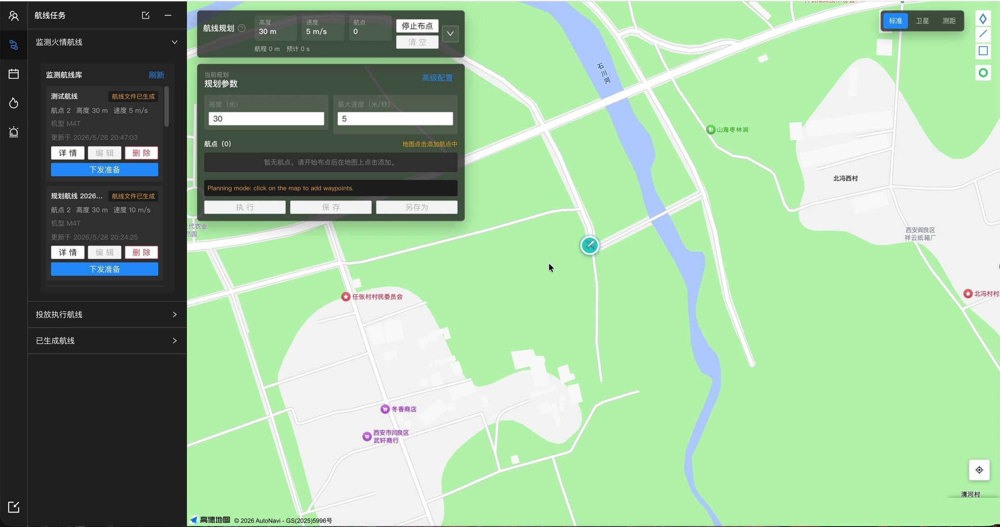 航线任务
监测火情航线
监测航线库
刷新
测试航线
航线文件已生成
航点 2 高度 30 m 速度 5 m/s
机型 M4T
更新于 2026/5/28 20:47:03
详 情
编 辑
删 除
下发准备
规划航线 2026...
航线文件已生成
航点 2 高度 30 m 速度 10 m/s
机型 M4T
更新于 2026/5/28 20:24:25
详 情
编 辑
删 除
下发准备
投放执行航线
已生成航线
航线规划
高度
30 m
速度
5 m/s
航点
0
停止布点
清 空
航程 0 m 预计 0 s
当前规划
规划参数
高级配置
高度（米）
30
最大速度（米/秒）
5
航点（0）
地图点击添加航点中
暂无航点。请开始布点后在地图上点击添加。
Planning mode: click on the map to add waypoints.
执 行
保 存
另存为
标准
卫星
测距
石川河
山海枣林涧
北冯西村
西安阎良区
祥云纸箱厂
北冯村村
代农业
范园
任张村村民委员会
冬香商店
西安市闫良区
武轩商行
清河村
高德地图 © 2026 AutoNavi - GS(2025)5996号